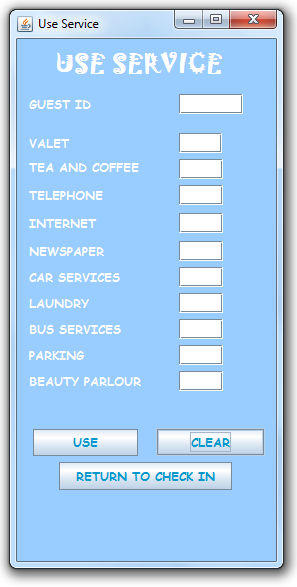 Use Service
USE SERVICE
GUEST ID
VALET
TEA AND COFFEE
TELEPHONE
INTERNET
NEWSPAPER
CAR SERVICES
LAUNDRY
BUS SERVICES
PARKING
BEAUTY PARLOUR
USE CLEAR
RETURN TO CHECK IN